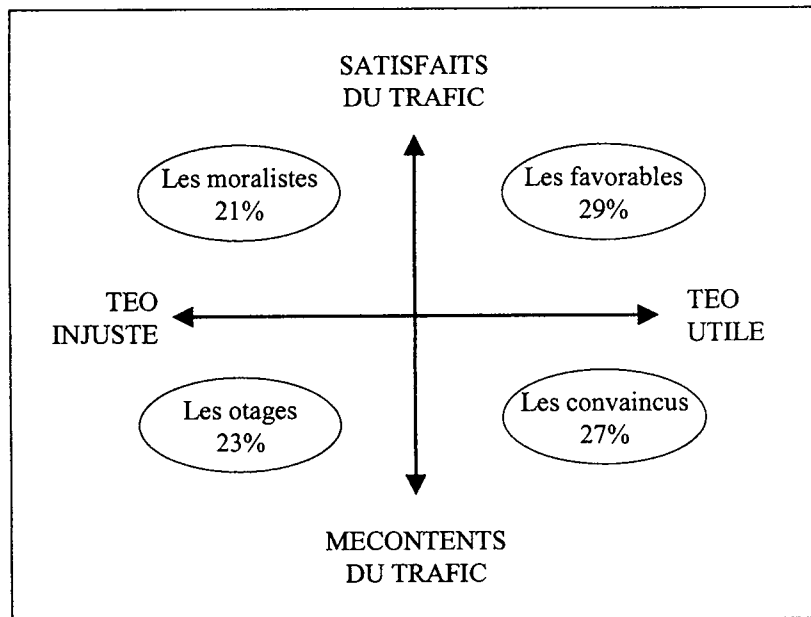 SATISFAITS
DU TRAFIC
Les moralistes
21%
Les favorables
29%
TEO
INJUSTE
TEO
UTILE
Les otages
23%
Les convaincus
27%
MECONTENTS
DU TRAFIC